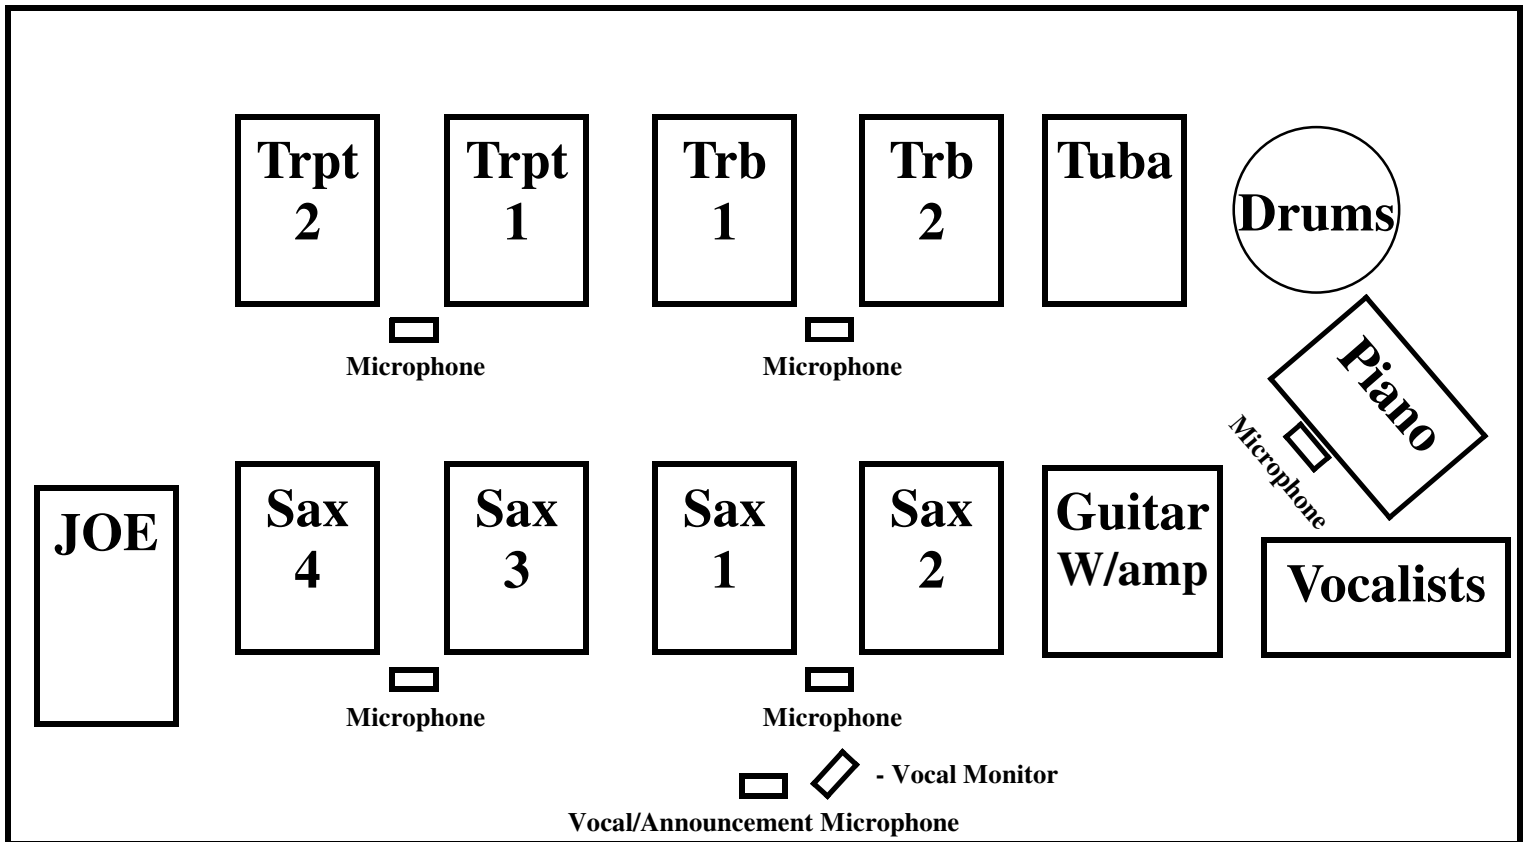 Trpt
2
Trpt
1
Trb
1
Trb
2
Tuba
Drums
Microphone
Microphone
Piano
Microphone
JOE
Sax
4
Sax
3
Sax
1
Sax
2
Guitar
W/amp
Vocalists
Microphone
Microphone
- Vocal Monitor
Vocal/Announcement Microphone